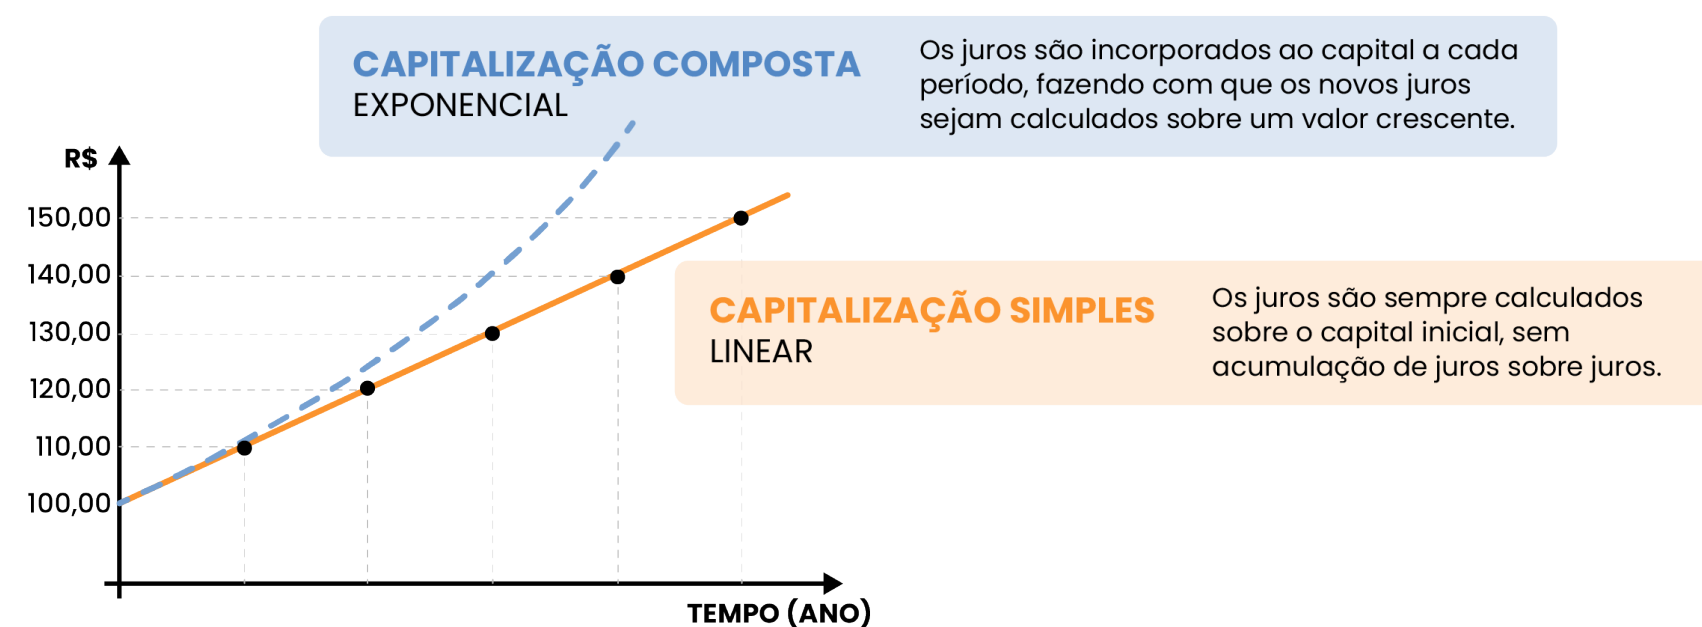 CAPITALIZAÇÃO COMPOSTA
EXPONENCIAL
Os juros são incorporados ao capital a cada
período, fazendo com que os novos juros
sejam calculados sobre um valor crescente.
R$
150,00
140,00
130,00
120,00
110,00
100,00
CAPITALIZAÇÃO SIMPLES
LINEAR
Os juros são sempre calculados
sobre o capital inicial, sem
acumulação de juros sobre juros.
TEMPO (ANO)